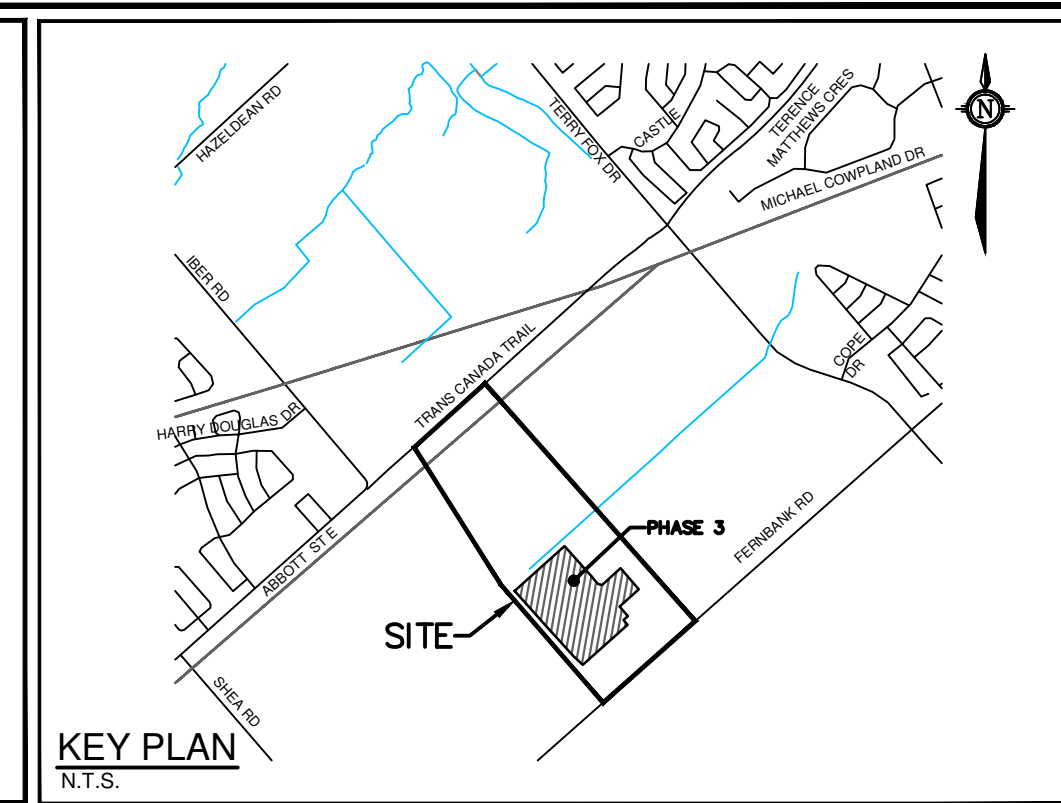 HAZELDEAN RD
TERRY FOX DR
CASTLE
TERENCE
MATTHEWS CRES
MICHAEL COWPLAND DR
N
IBER RD
COPE
DR
TRANS CANADA TRAIL
HARRY DOUGLAS DR
ABBOTT ST E
FERNBANK RD
PHASE 3
SITE
SHEA RD
KEY PLAN
N.T.S.